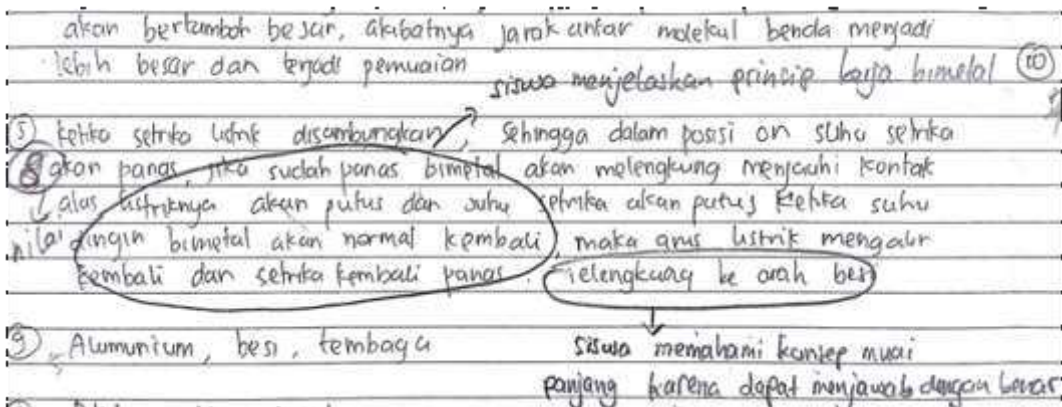 akan bertambah besar, akibatnya jarak antar molekul benda menjadi
lebih besar dan terjadi pemuaian
siswa menjelaskan prinsip kerja bimetal (10)
(5) ketika setrika listrik disambungkan, Sehingga dalam posisi on suhu setrika
8 akan panas, jika sudah panas bimetal akan melengkung menjauhi kontak
alas listriknya akan putus dan suhu setrika akan putus ketika suhu
nilai dingin bimetal akan normal kembali, maka arus listrik mengalir
kembali dan setrika kembali panas. melengkung ke arah besi
9) Alumunium, besi, tembaga
siswa memahami konsep muai
panjang karena dapat menjawab dengan benar